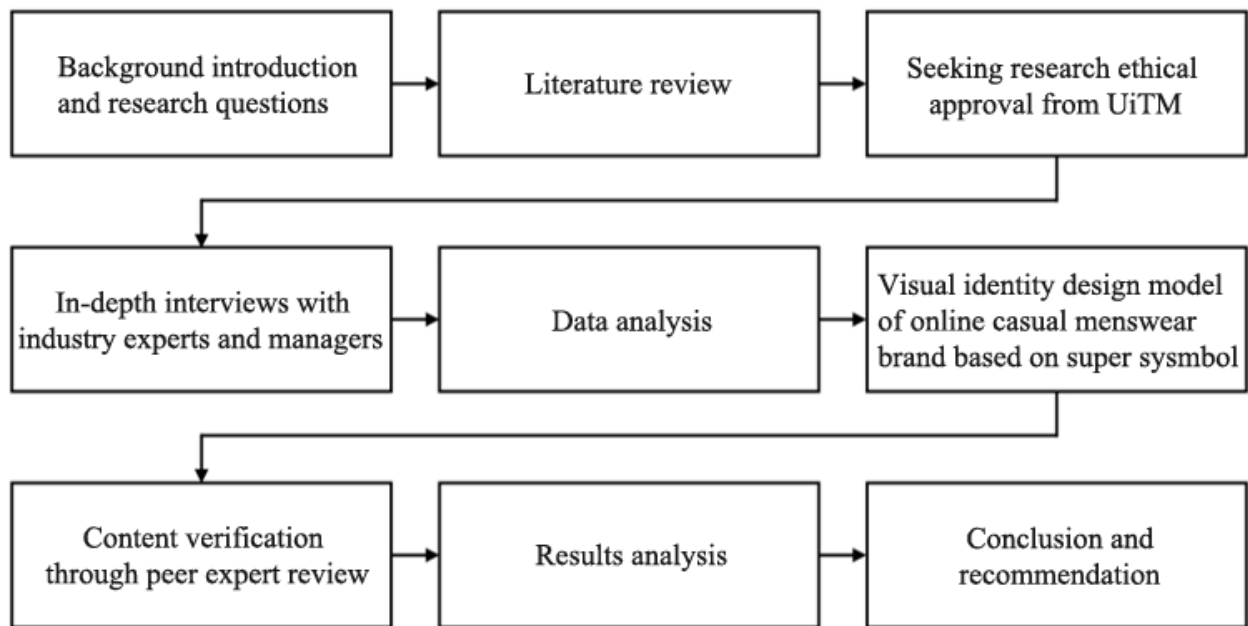 Background introduction
and research questions
Literature review
Seeking research ethical
approval from UiTM
In-depth interviews with
industry experts and managers
Data analysis
Visual identity design model
of online casual menswear
brand based on super sysmbol
Content verification
through peer expert review
Results analysis
Conclusion and
recommendation